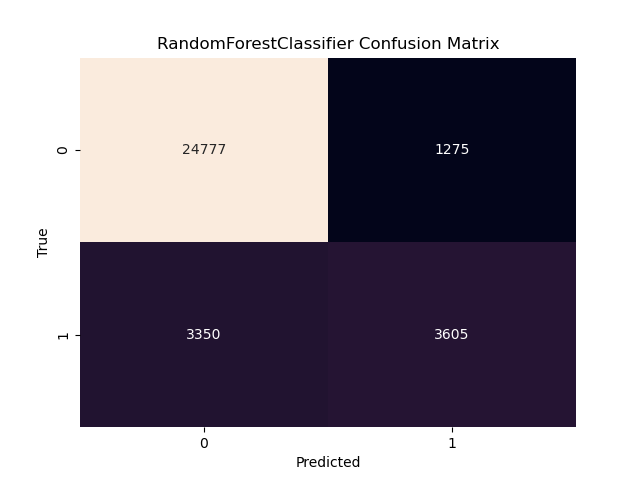 RandomForestClassifier Confusion Matrix
True
0
24777
1275
1
3350
3605
0
1
Predicted